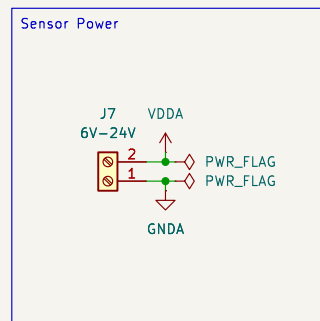 Sensor Power
J7
VDDA
6V-24V
2
PWR_FLAG
1
PWR_FLAG
GNDA